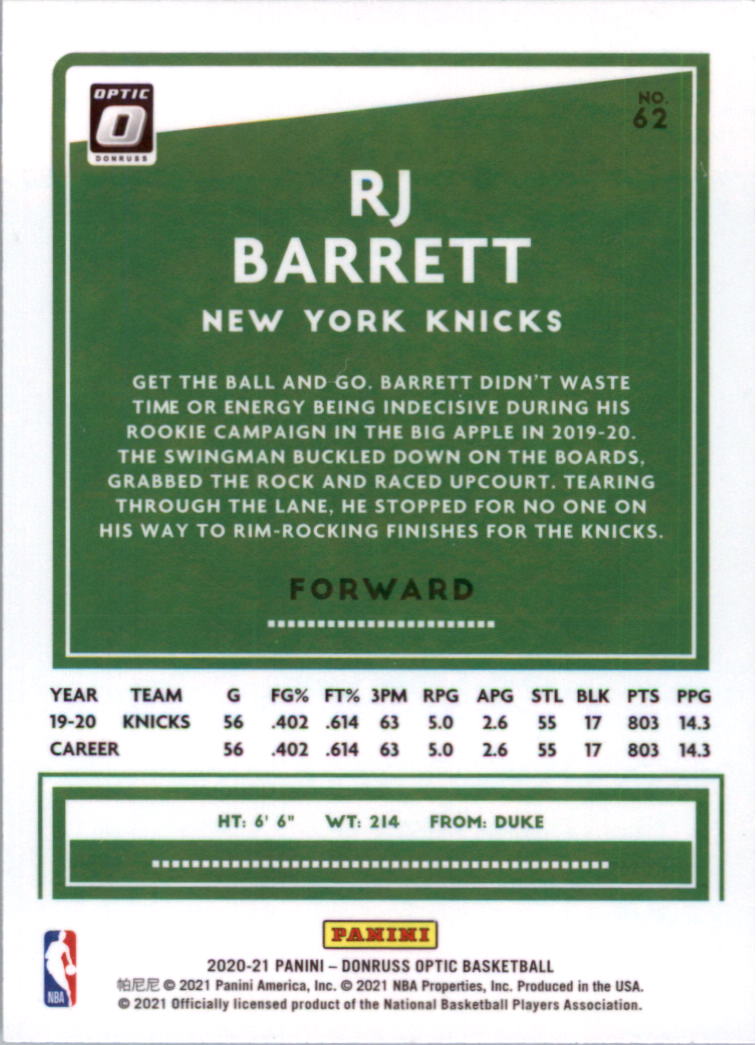 OPTIC
O
DONRUSS
NO.
62
RJ
BARRETT
NEW YORK KNICKS
GET THE BALL AND GO. BARRETT DIDN'T WASTE
TIME OR ENERGY BEING INDECISIVE DURING HIS
ROOKIE CAMPAIGN IN THE BIG APPLE IN 2019-20.
THE SWINGMAN BUCKLED DOWN ON THE BOARDS,
GRABBED THE ROCK AND RACED UPCOURT. TEARING
THROUGH THE LANE, HE STOPPED FOR NO ONE ON
HIS WAY TO RIM-ROCKING FINISHES FOR THE KNICKS.
FORWARD
YEAR TEAM G FG% FT% 3PM RPG APG STL BLK PTS PPG
19-20 KNICKS 56 .402 .614 63 5.0 2.6 55 17 803 14.3
CAREER 56 .402 .614 63 5.0 2.6 55 17 803 14.3
HT: 6' 6" WT: 214 FROM: DUKE
PANINI
NBA
2020-21 PANINI – DONRUSS OPTIC BASKETBALL
帕尼尼 © 2021 Panini America, Inc. © 2021 NBA Properties, Inc. Produced in the USA.
© 2021 Officially licensed product of the National Basketball Players Association.